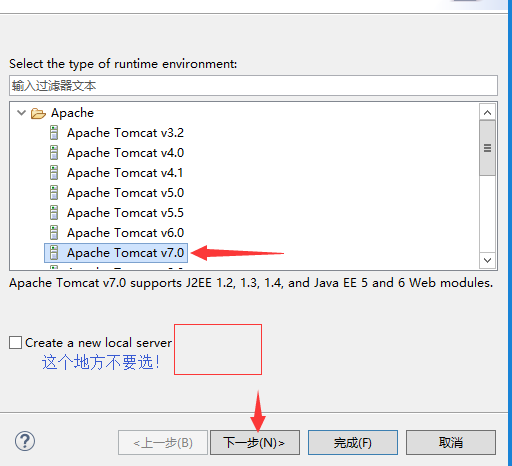 Select the type of runtime environment:
输入过滤器文本
Apache
Apache Tomcat v3.2
Apache Tomcat v4.0
Apache Tomcat v4.1
Apache Tomcat v5.0
Apache Tomcat v5.5
Apache Tomcat v6.0
Apache Tomcat v7.0
Apache Tomcat v7.0 supports J2EE 1.2, 1.3, 1.4, and Java EE 5 and 6 Web modules.
Create a new local server
这个地方不要选!
<上一步(B) 下一步(N)> 完成(F) 取消